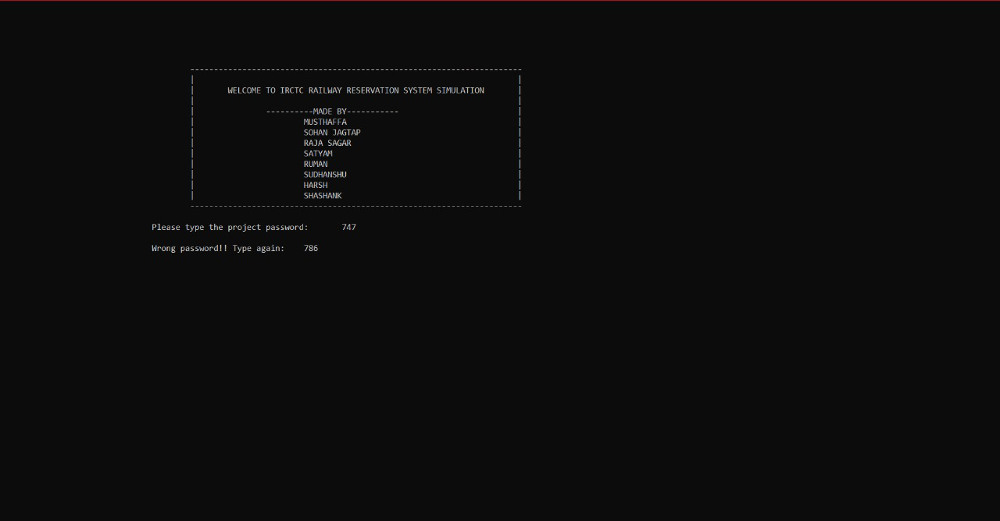 ----------------------------------------------------------------------
|                                                                    |
|       WELCOME TO IRCTC RAILWAY RESERVATION SYSTEM SIMULATION       |
|                                                                    |
|               ----------MADE BY-----------                         |
|                       MUSTHAFFA                                    |
|                       SOHAN JAGTAP                                 |
|                       RAJA SAGAR                                   |
|                       SATYAM                                       |
|                       RUMAN                                        |
|                       SUDHANSHU                                    |
|                       HARSH                                        |
|                       SHASHANK                                     |
----------------------------------------------------------------------
Please type the project password:       747
Wrong password!! Type again:    786